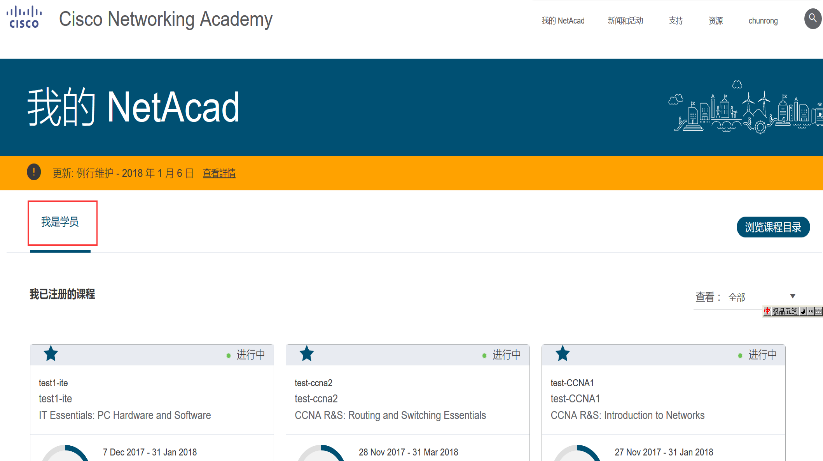 cisco
Cisco Networking Academy
我的 NetAcad 新闻和活动 支持 资源 chunrong
我的 NetAcad
更新: 例行维护 - 2018 年 1 月 6 日 查看详情
我是学员
浏览课程目录
我已注册的课程
查看： 全部
进行中 进行中 进行中
test1-ite test-ccna2 test-CCNA1
test1-ite test-ccna2 test-CCNA1
IT Essentials: PC Hardware and Software CCNA R&S: Routing and Switching Essentials CCNA R&S: Introduction to Networks
7 Dec 2017 - 31 Jan 2018 28 Nov 2017 - 31 Mar 2018 27 Nov 2017 - 31 Jan 2018